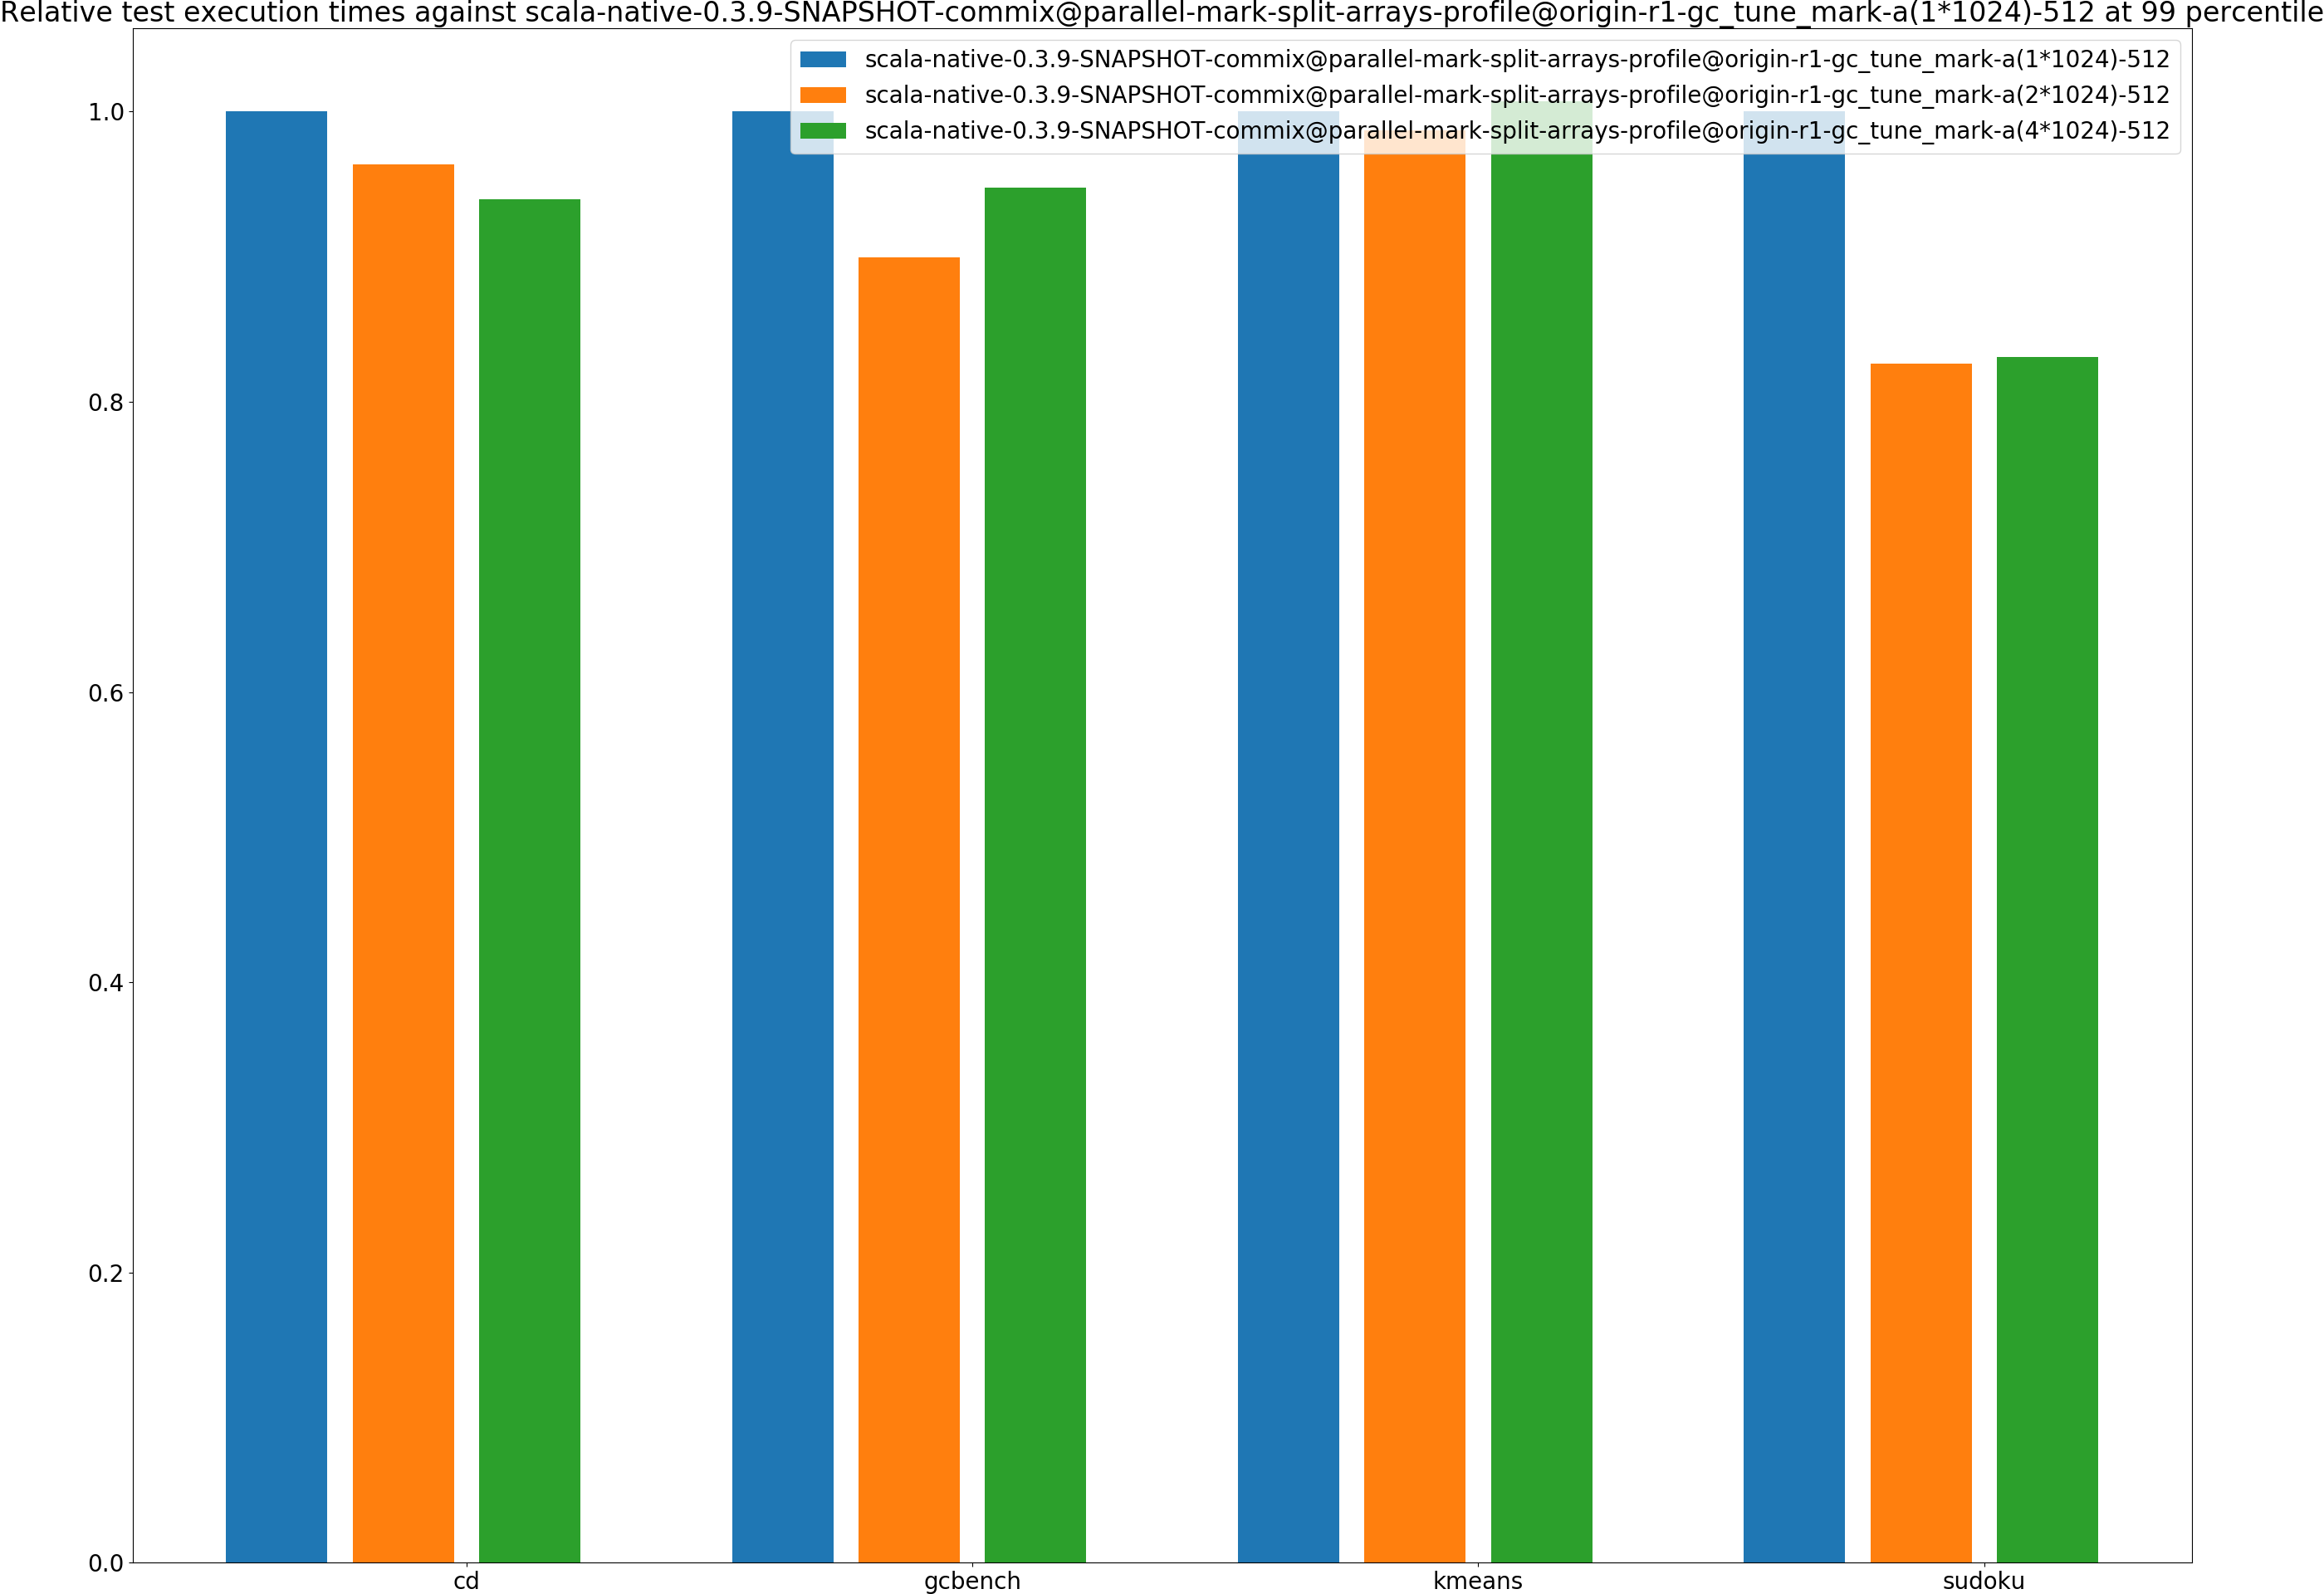 Relative test execution times against scala-native-0.3.9-SNAPSHOT-commix@parallel-mark-split-arrays-profile@origin-r1-gc_tune_mark-a(1*1024)-512 at 99 percentile
scala-native-0.3.9-SNAPSHOT-commix@parallel-mark-split-arrays-profile@origin-r1-gc_tune_mark-a(1*1024)-512
scala-native-0.3.9-SNAPSHOT-commix@parallel-mark-split-arrays-profile@origin-r1-gc_tune_mark-a(2*1024)-512
scala-native-0.3.9-SNAPSHOT-commix@parallel-mark-split-arrays-profile@origin-r1-gc_tune_mark-a(4*1024)-512
1.0
0.8
0.6
0.4
0.2
0.0
cd gcbench kmeans sudoku